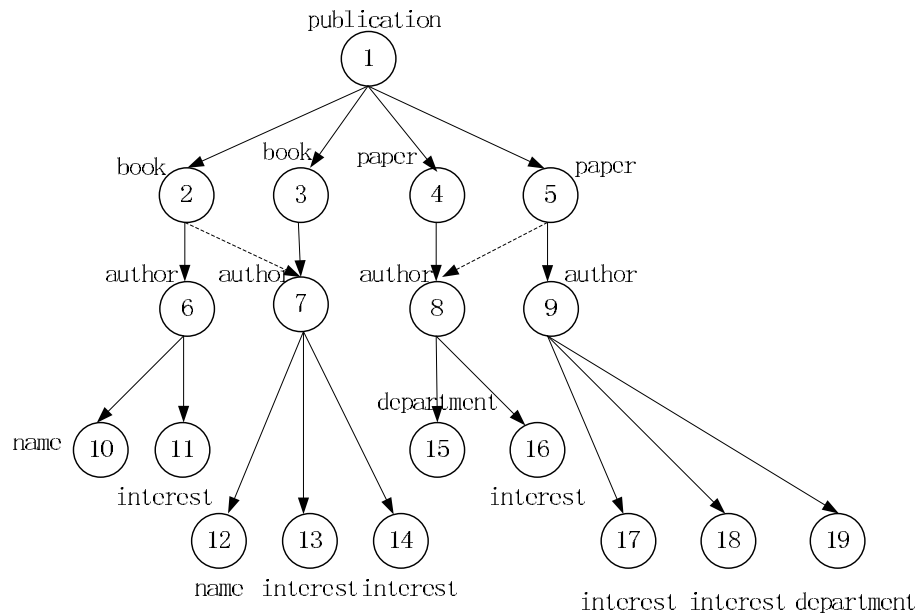 publication
1
book
book
paper
paper
2
3
4
5
author
author
author
author
6
7
8
9
department
name
10
11
15
16
interest
interest
12
13
14
17
18
19
name
interest
interest
interest
interest
department